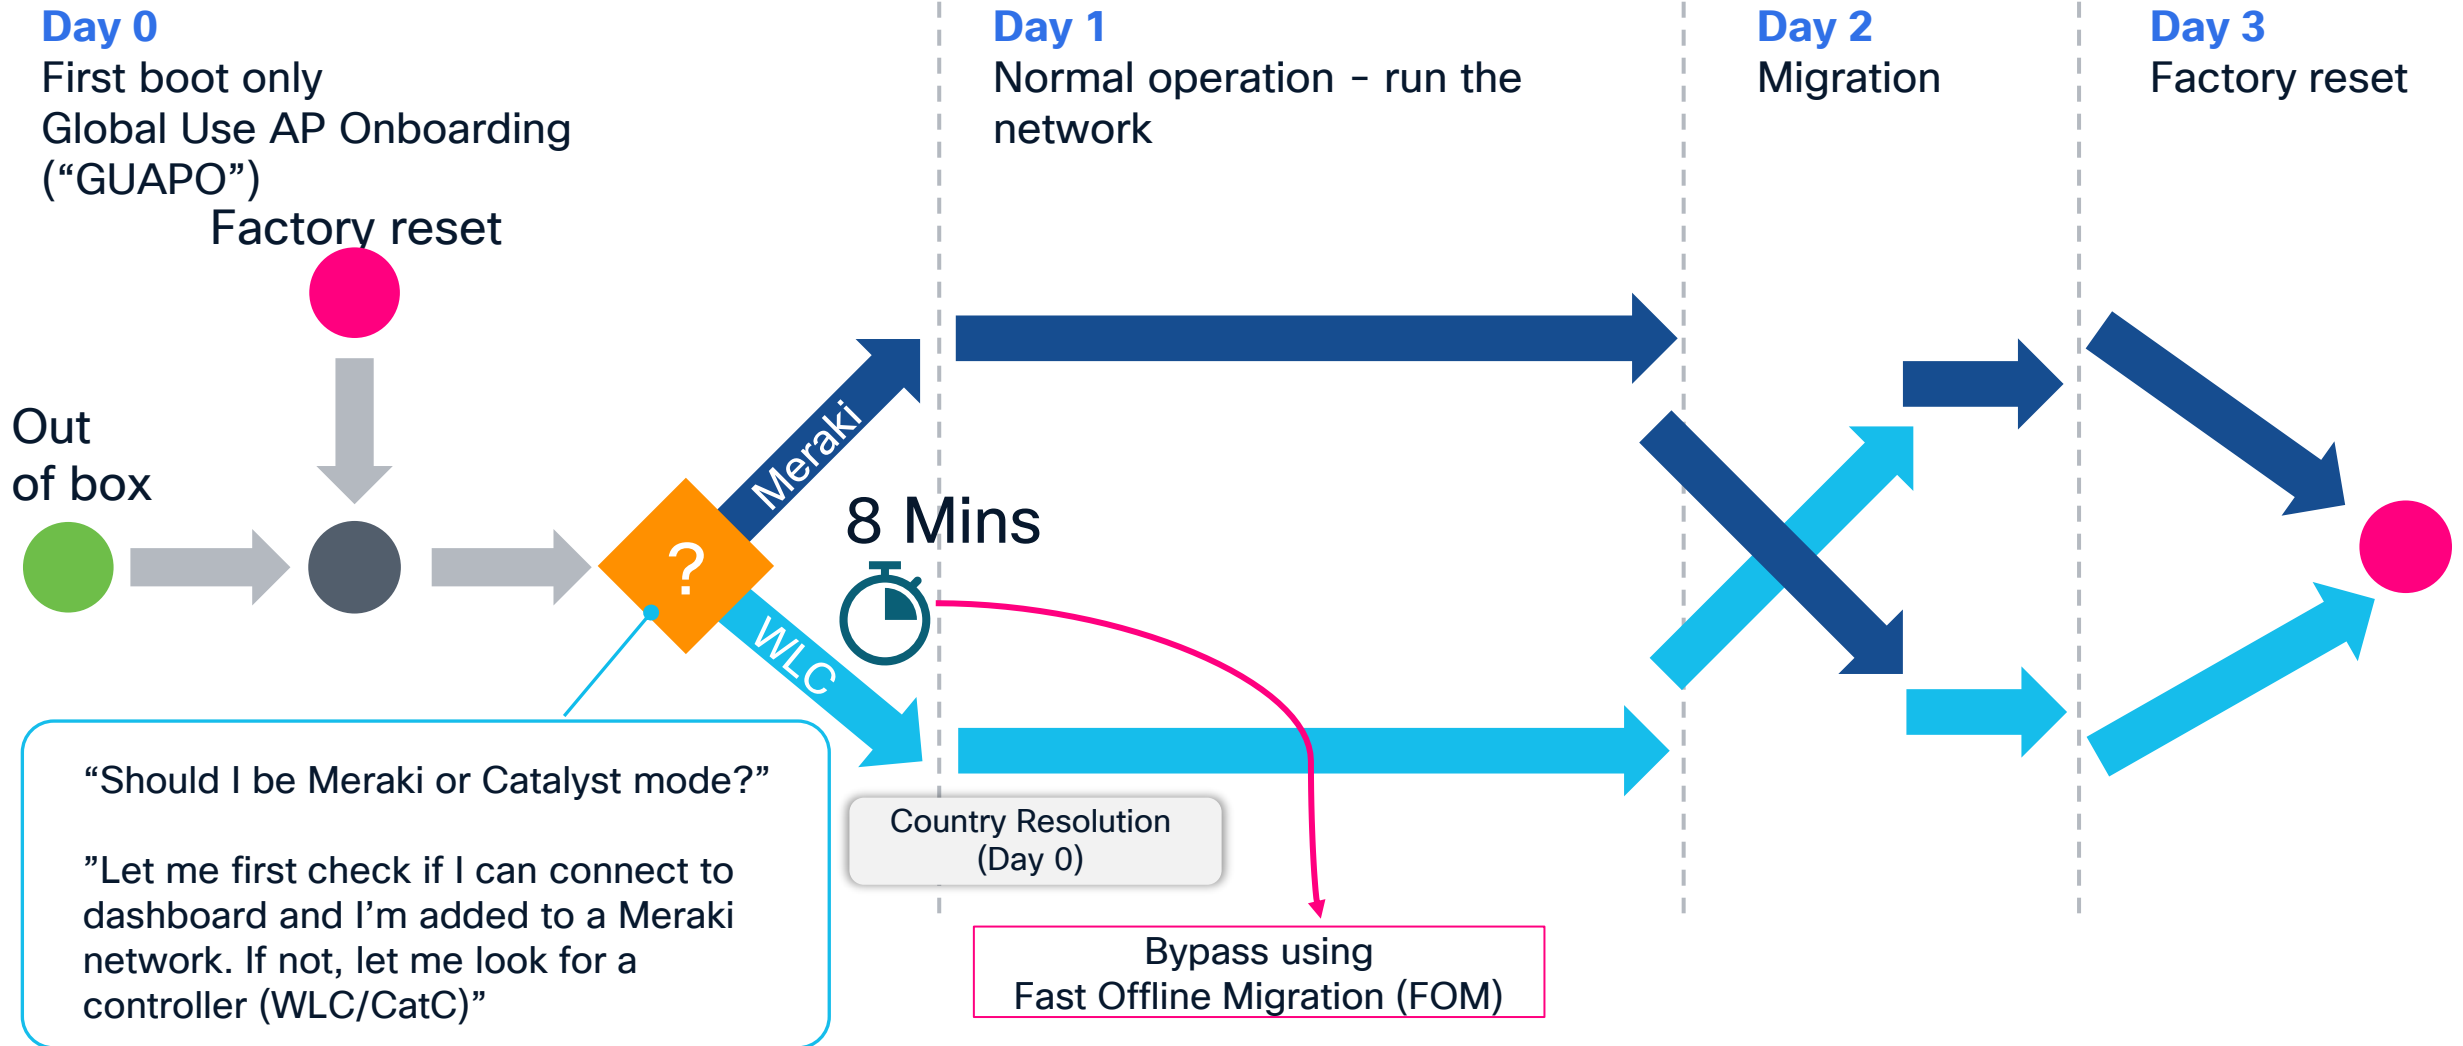 Day 0
First boot only
Global Use AP Onboarding
(“GUAPO”)
Day 1
Normal operation – run the
network
Day 2
Migration
Day 3
Factory reset
Factory reset
Out
of box
?
Meraki
WLC
8 Mins
“Should I be Meraki or Catalyst mode?”
”Let me first check if I can connect to
dashboard and I’m added to a Meraki
network. If not, let me look for a
controller (WLC/CatC)”
Country Resolution
(Day 0)
Bypass using
Fast Offline Migration (FOM)